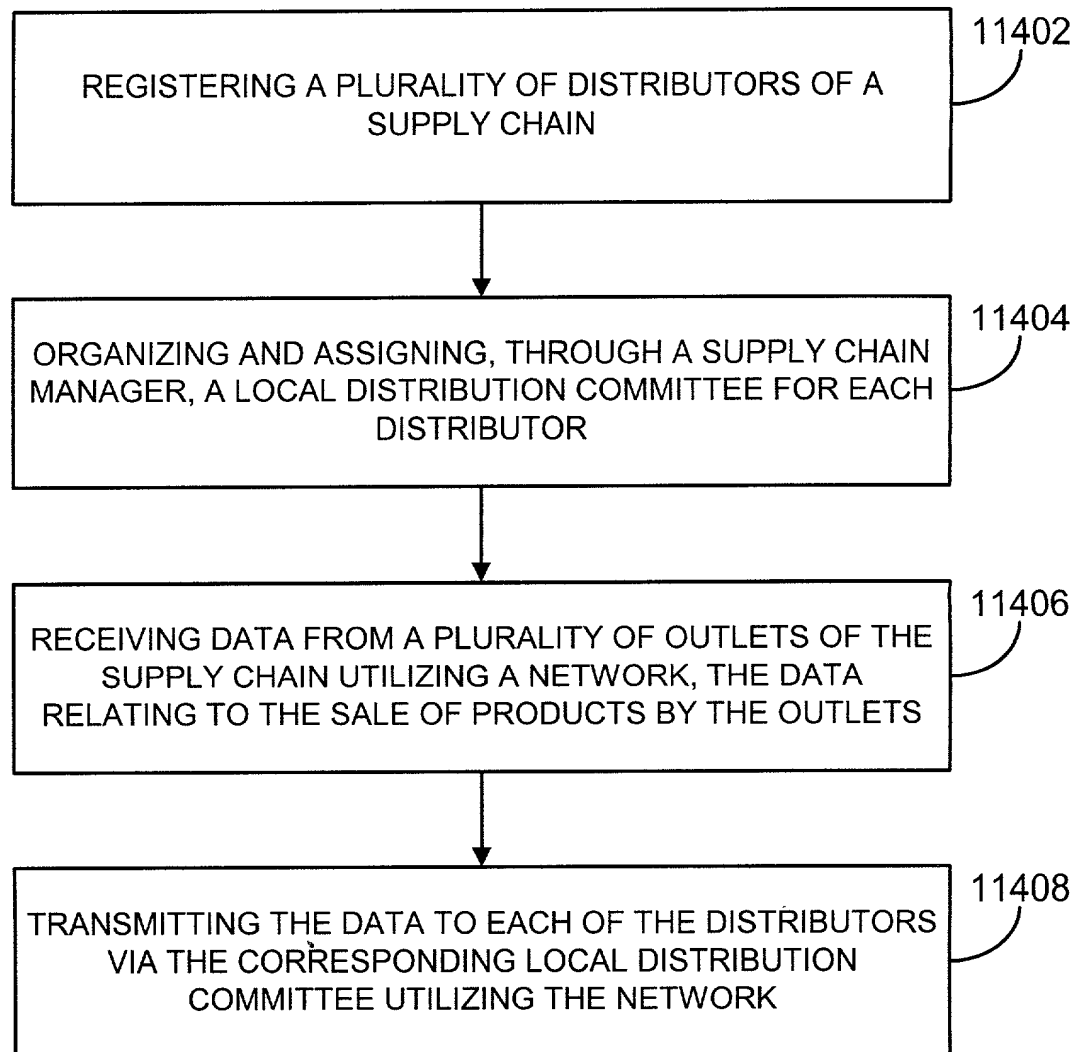 11402
REGISTERING A PLURALITY OF DISTRIBUTORS OF A
SUPPLY CHAIN
11404
ORGANIZING AND ASSIGNING, THROUGH A SUPPLY CHAIN
MANAGER, A LOCAL DISTRIBUTION COMMITTEE FOR EACH
DISTRIBUTOR
11406
RECEIVING DATA FROM A PLURALITY OF OUTLETS OF THE
SUPPLY CHAIN UTILIZING A NETWORK, THE DATA
RELATING TO THE SALE OF PRODUCTS BY THE OUTLETS
11408
TRANSMITTING THE DATA TO EACH OF THE DISTRIBUTORS
VIA THE CORRESPONDING LOCAL DISTRIBUTION
COMMITTEE UTILIZING THE NETWORK